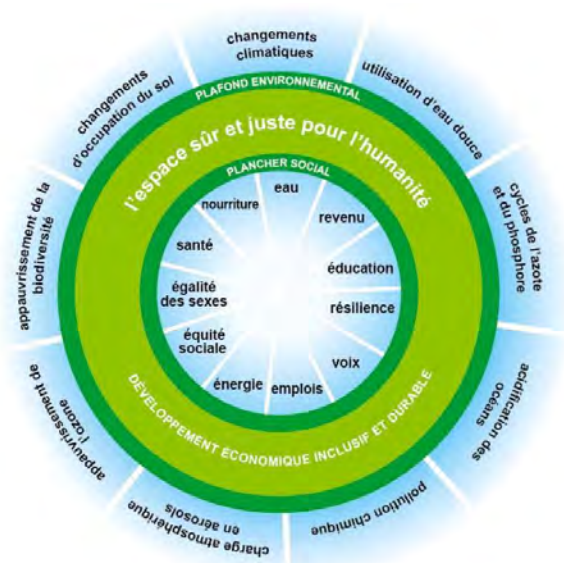 changements
climatiques
utilisation d'eau douce
cycles de l'azote
et du phosphore
acidification des
océans
pollution chimique
charge atmosphérique
en aérosols
appauvrissement de
l'ozone
appauvrissement de la
biodiversité
changements
d'occupation du sol
PLAFOND ENVIRONNEMENTAL
l'espace sûr et juste pour l'humanité
PLANCHER SOCIAL
eau
revenu
éducation
résilience
voix
emplois
énergie
équité
sociale
égalité
des sexes
santé
nourriture
DÉVELOPPEMENT ÉCONOMIQUE INCLUSIF ET DURABLE